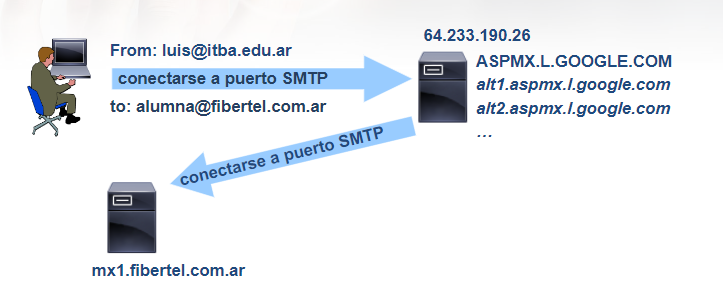 From: luis@itba.edu.ar
conectarse a puerto SMTP
to: alumna@fibertel.com.ar
64.233.190.26
ASPMX.L.GOOGLE.COM
alt1.aspmx.l.google.com
alt2.aspmx.l.google.com
…
conectarse a puerto SMTP
mx1.fibertel.com.ar